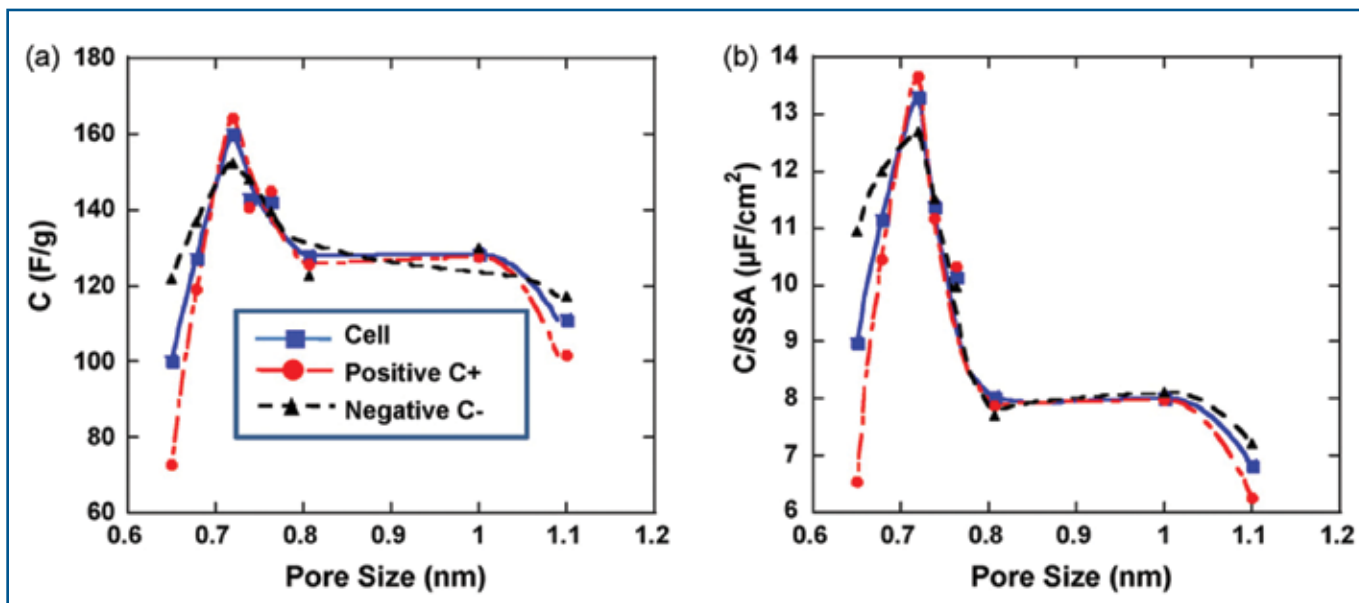 (a)
180
160
140
120
100
80
60
C (F/g)
Cell
Positive C+
Negative C-
0.6 0.7 0.8 0.9 1 1.1 1.2
Pore Size (nm)
(b)
14
13
12
11
10
9
8
7
6
C/SSA (µF/cm²)
0.6 0.7 0.8 0.9 1 1.1 1.2
Pore Size (nm)